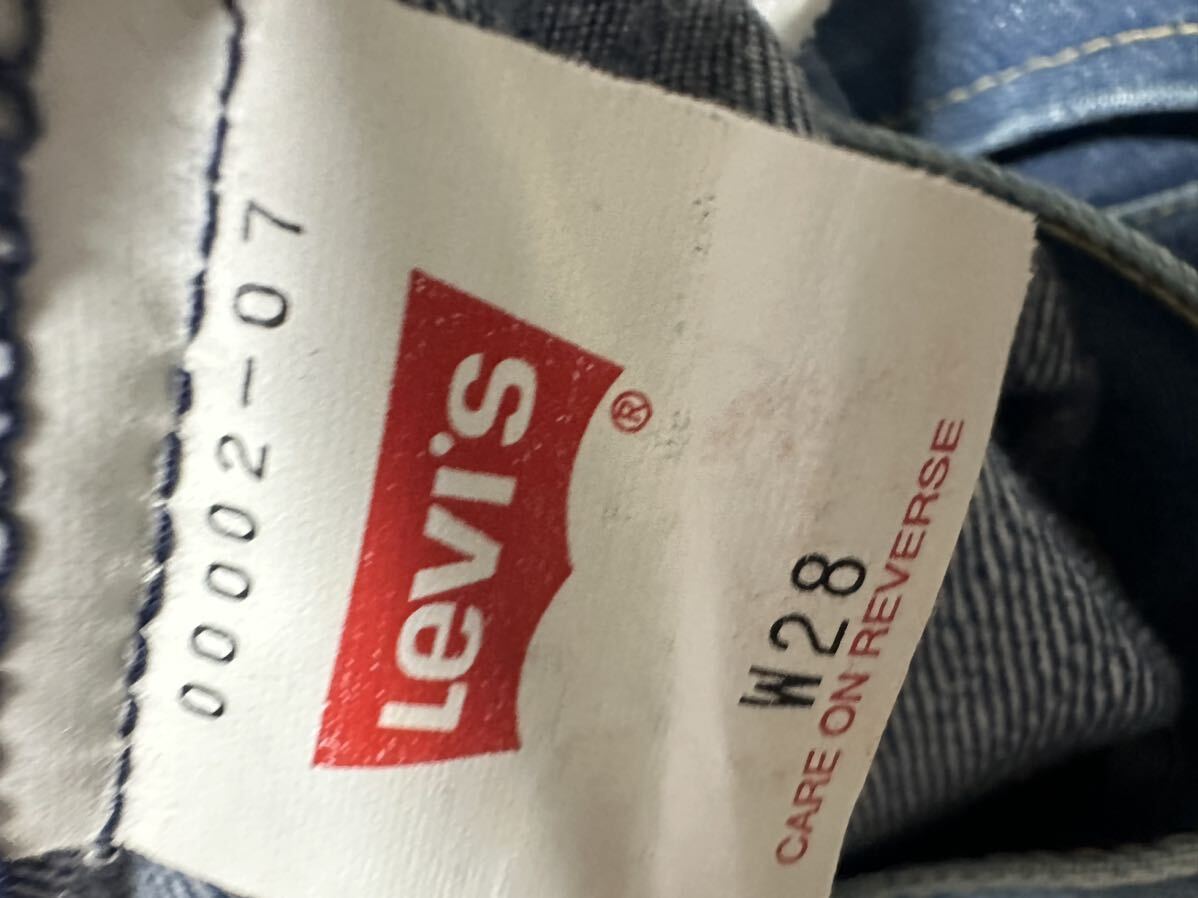 00002-07
Levi's®
W28
CARE ON REVERSE